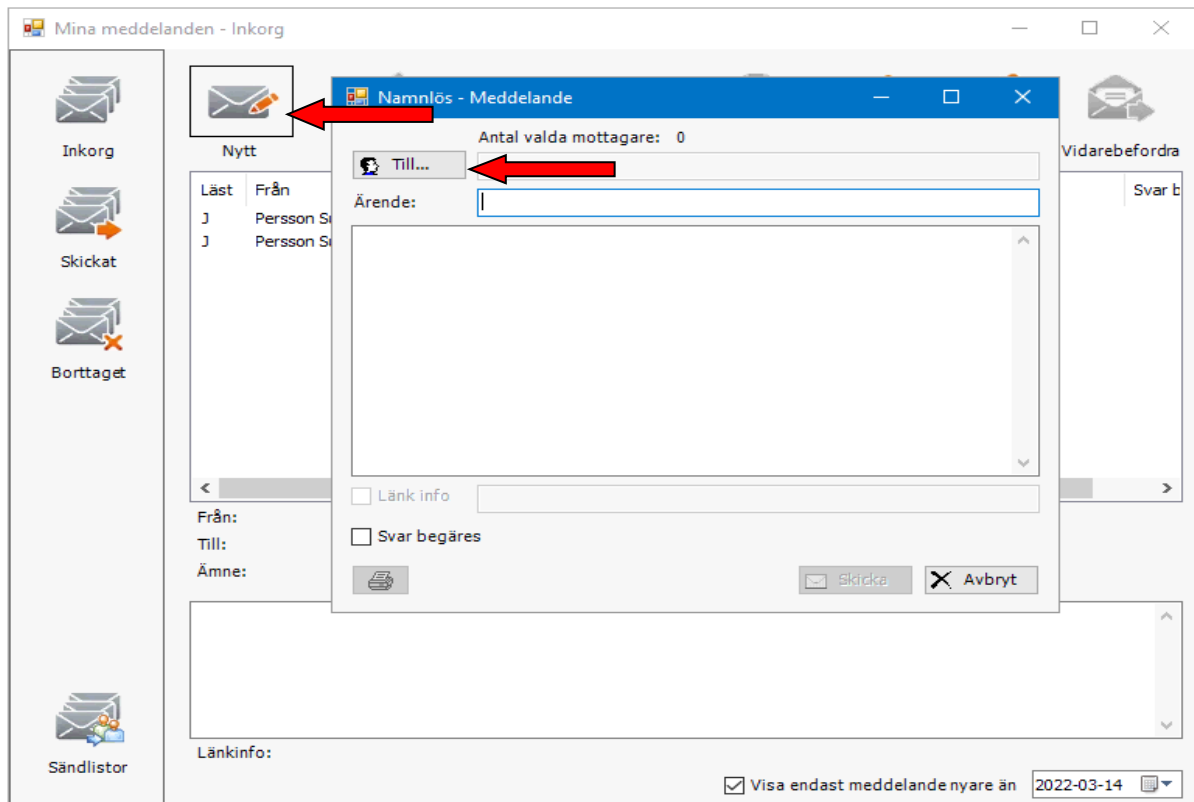 Mina meddelanden - Inkorg
Inkorg
Skickat
Borttaget
Sändlistor
Nytt
Vidarebefordra
Läst Från Svar b
J Persson
J Persson
Från:
Till:
Ämne:
Länkinfo:
Visa endast meddelande nyare än 2022-03-14
Namnlös - Meddelande
Antal valda mottagare: 0
Till...
Ärende:
Länk info
Svar begäres
Skicka
Avbryt